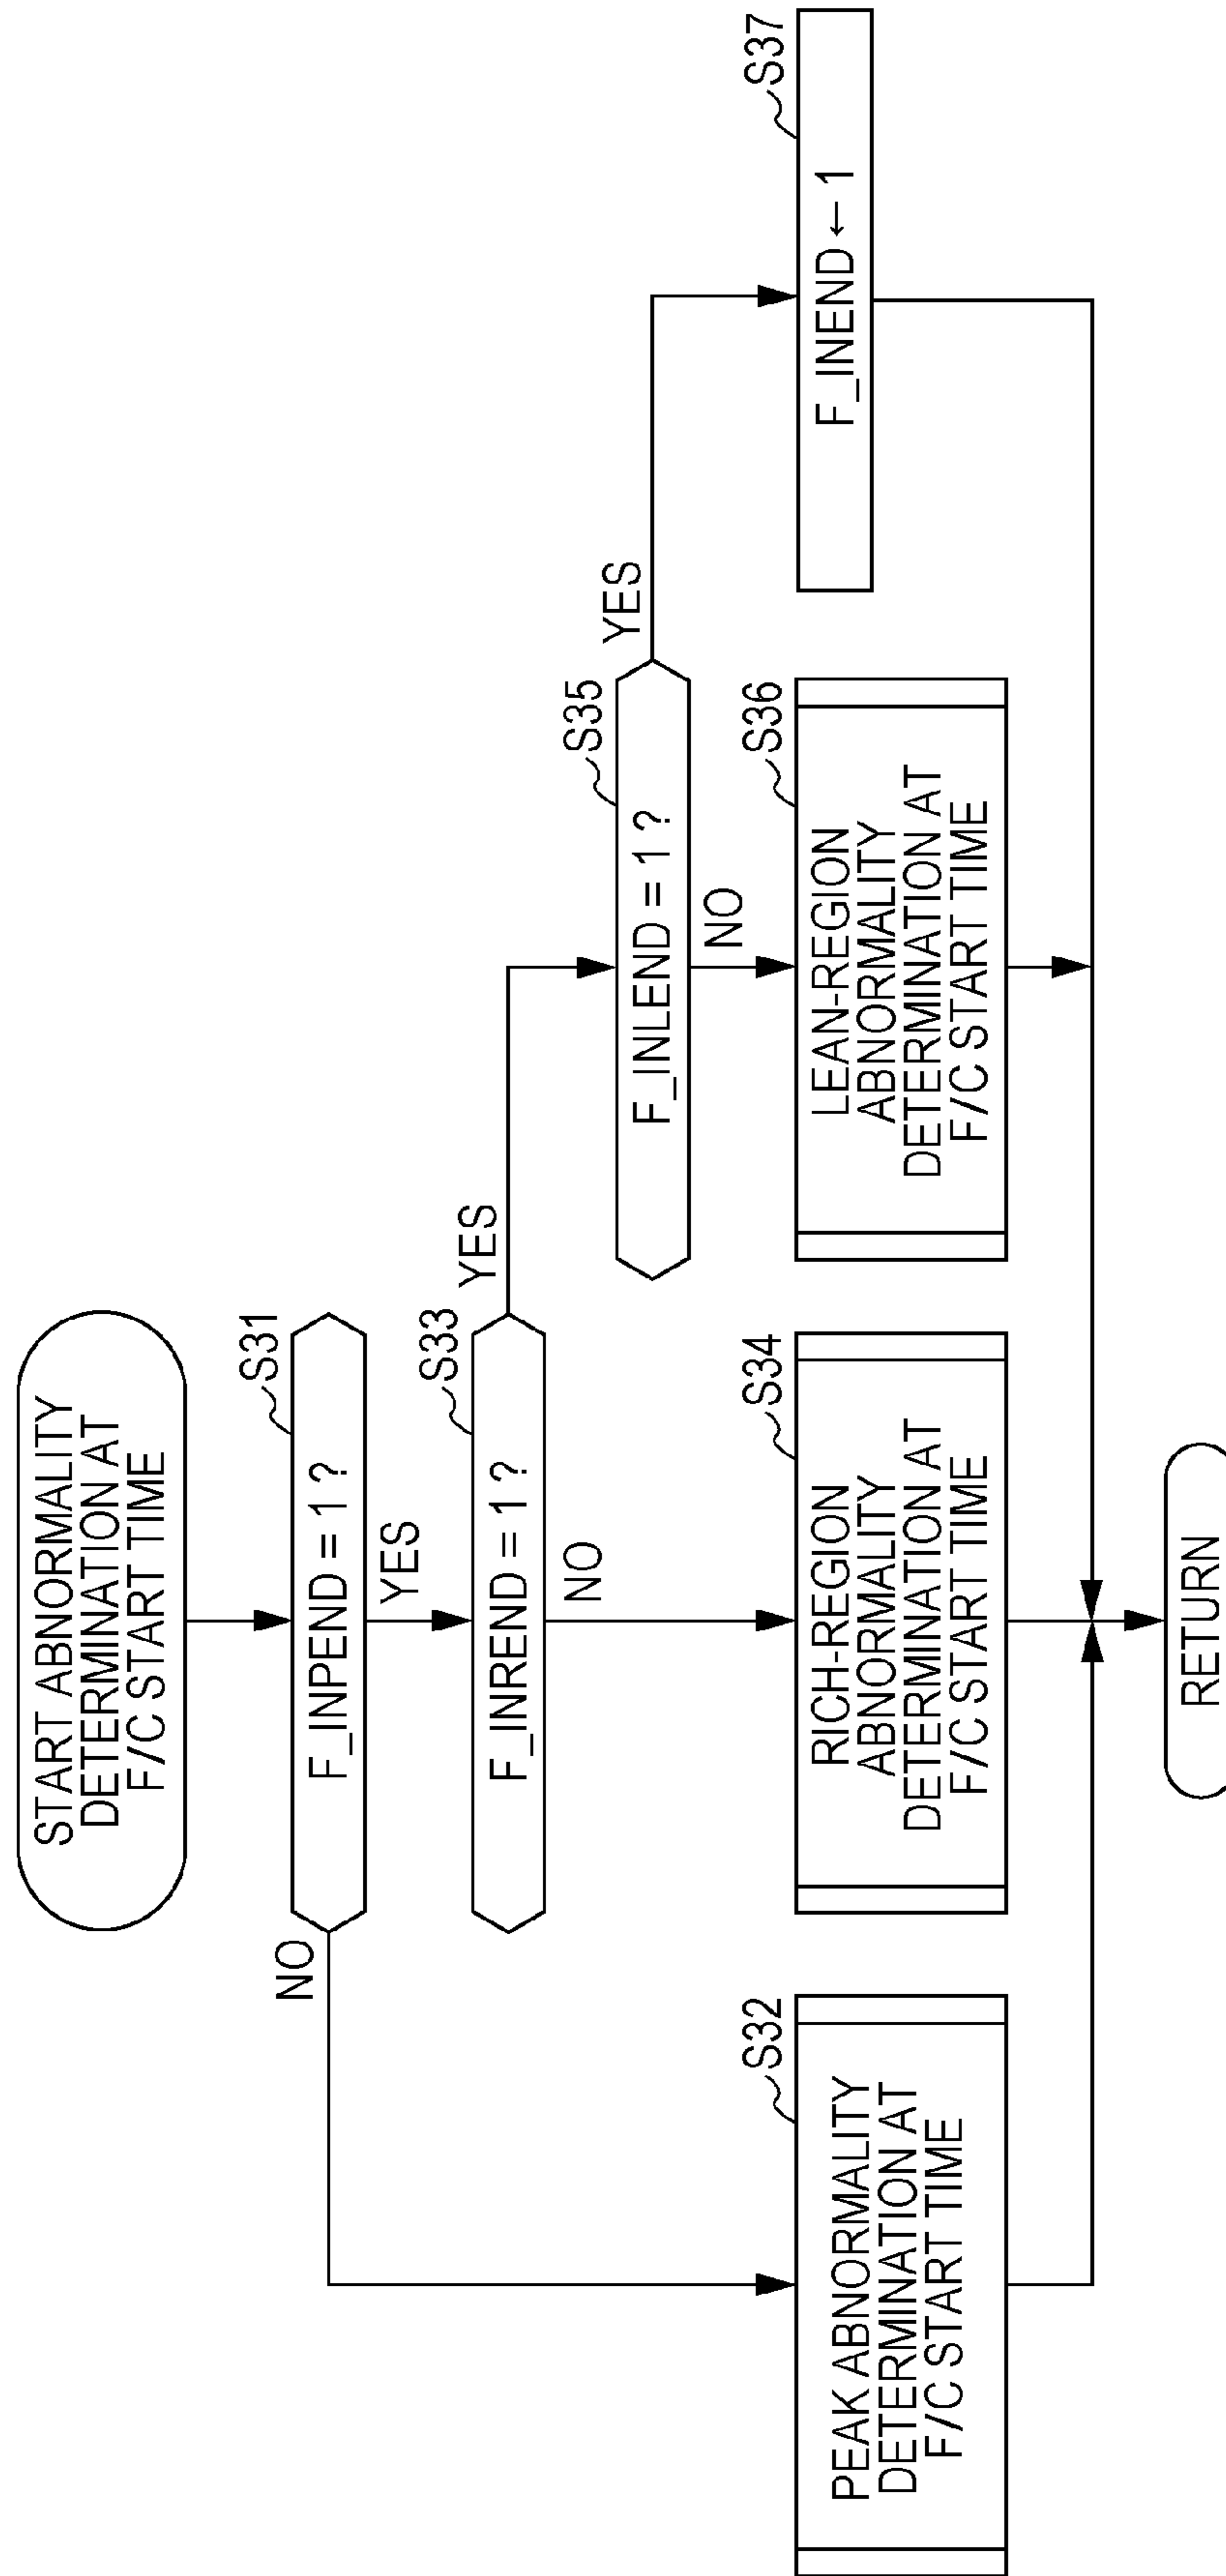 START ABNORMALITY
DETERMINATION AT
F/C START TIME
S31
F_INPEND = 1 ?
NO
YES
S33
F_INREND = 1 ?
YES
NO
S35
F_INLEND = 1 ?
YES
NO
S32
PEAK ABNORMALITY
DETERMINATION AT
F/C START TIME
S34
RICH-REGION
ABNORMALITY
DETERMINATION AT
F/C START TIME
S36
LEAN-REGION
ABNORMALITY
DETERMINATION AT
F/C START TIME
S37
F_INEND ← 1
RETURN